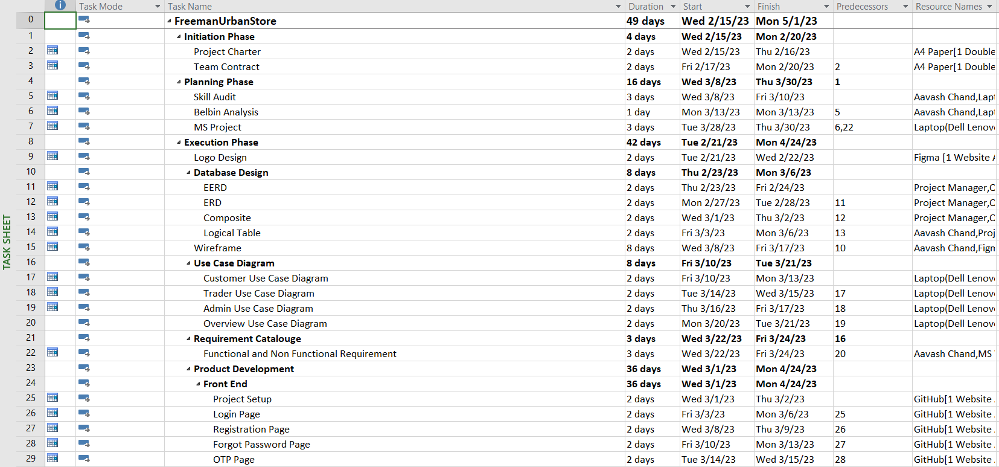 Task Mode Task Name Duration Start Finish Predecessors Resource Names
0 FreemanUrbanStore 49 days Wed 2/15/23 Mon 5/1/23
1 Initiation Phase 4 days Wed 2/15/23 Mon 2/20/23
2 Project Charter 2 days Wed 2/15/23 Thu 2/16/23 A4 Paper[1 Double
3 Team Contract 2 days Fri 2/17/23 Mon 2/20/23 2 A4 Paper[1 Double
4 Planning Phase 16 days Wed 3/8/23 Thu 3/30/23 1
5 Skill Audit 3 days Wed 3/8/23 Fri 3/10/23 Aavash Chand,Lapt
6 Belbin Analysis 1 day Mon 3/13/23 Mon 3/13/23 5 Aavash Chand,Lapt
7 MS Project 3 days Tue 3/28/23 Thu 3/30/23 6,22 Laptop(Dell Lenov
8 Execution Phase 42 days Tue 2/21/23 Mon 4/24/23
9 Logo Design 2 days Tue 2/21/23 Wed 2/22/23 Figma [1 Website A
10 Database Design 8 days Thu 2/23/23 Mon 3/6/23
11 EERD 2 days Thu 2/23/23 Fri 2/24/23 Project Manager,C
12 ERD 2 days Mon 2/27/23 Tue 2/28/23 11 Project Manager,C
13 Composite 2 days Wed 3/1/23 Thu 3/2/23 12 Project Manager,C
14 Logical Table 2 days Fri 3/3/23 Mon 3/6/23 13 Aavash Chand,Proj
15 Wireframe 8 days Wed 3/8/23 Fri 3/17/23 10 Aavash Chand,Figm
16 Use Case Diagram 8 days Fri 3/10/23 Tue 3/21/23
17 Customer Use Case Diagram 2 days Fri 3/10/23 Mon 3/13/23 Laptop(Dell Lenov
18 Trader Use Case Diagram 2 days Tue 3/14/23 Wed 3/15/23 17 Laptop(Dell Lenov
19 Admin Use Case Diagram 2 days Thu 3/16/23 Fri 3/17/23 18 Laptop(Dell Lenov
20 Overview Use Case Diagram 2 days Mon 3/20/23 Tue 3/21/23 19 Laptop(Dell Lenov
21 Requirement Catalouge 3 days Wed 3/22/23 Fri 3/24/23 16
22 Functional and Non Functional Requirement 3 days Wed 3/22/23 Fri 3/24/23 20 Aavash Chand,MS
23 Product Development 36 days Wed 3/1/23 Mon 4/24/23
24 Front End 36 days Wed 3/1/23 Mon 4/24/23
25 Project Setup 2 days Wed 3/1/23 Thu 3/2/23 GitHub[1 Website
26 Login Page 2 days Fri 3/3/23 Mon 3/6/23 25 GitHub[1 Website
27 Registration Page 2 days Wed 3/8/23 Thu 3/9/23 26 GitHub[1 Website
28 Forgot Password Page 2 days Fri 3/10/23 Mon 3/13/23 27 GitHub[1 Website
29 OTP Page 2 days Tue 3/14/23 Wed 3/15/23 28 GitHub[1 Website
TASK SHEET